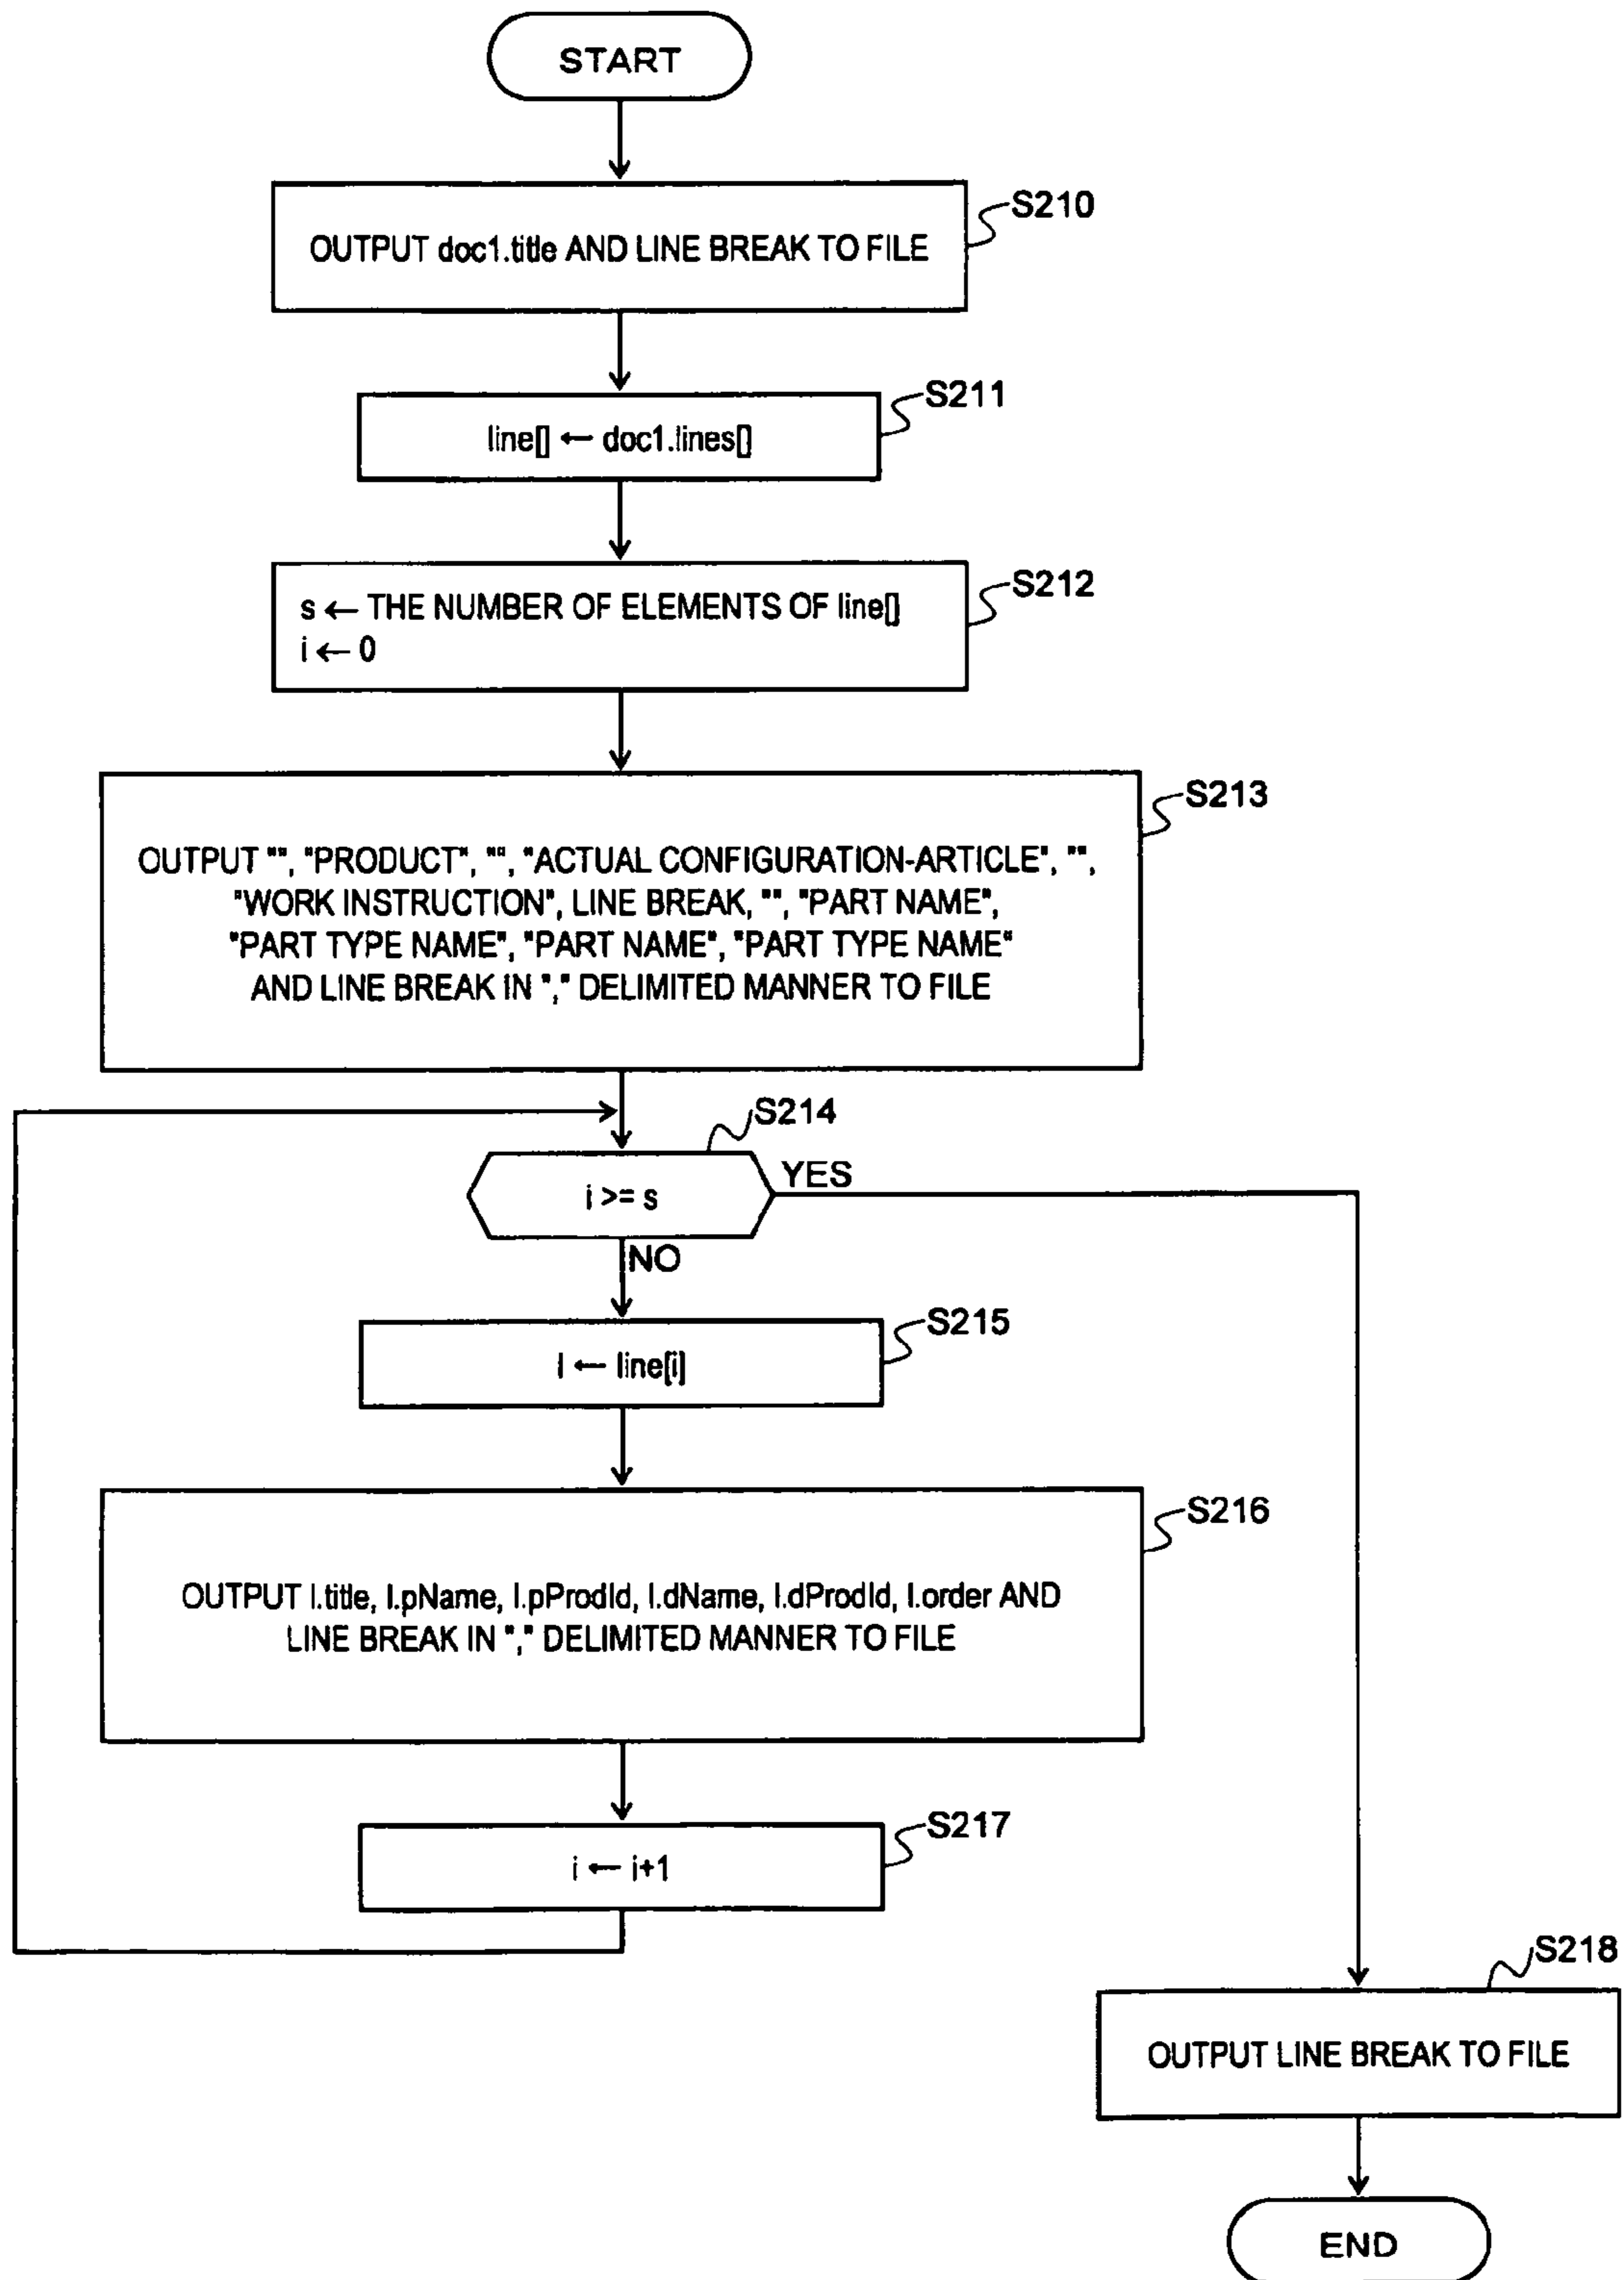 START
OUTPUT doc1.title AND LINE BREAK TO FILE
S210
line[] ← doc1.lines[]
S211
s ← THE NUMBER OF ELEMENTS OF line[]
i ← 0
S212
OUTPUT "", "PRODUCT", "", "ACTUAL CONFIGURATION-ARTICLE", "",
"WORK INSTRUCTION", LINE BREAK, "", "PART NAME",
"PART TYPE NAME", "PART NAME", "PART TYPE NAME"
AND LINE BREAK IN "," DELIMITED MANNER TO FILE
S213
S214
i >= s
YES
NO
l ← line[i]
S215
OUTPUT l.title, l.pName, l.pProdId, l.dName, l.dProdId, l.order AND
LINE BREAK IN "," DELIMITED MANNER TO FILE
S216
i ← i+1
S217
S218
OUTPUT LINE BREAK TO FILE
END